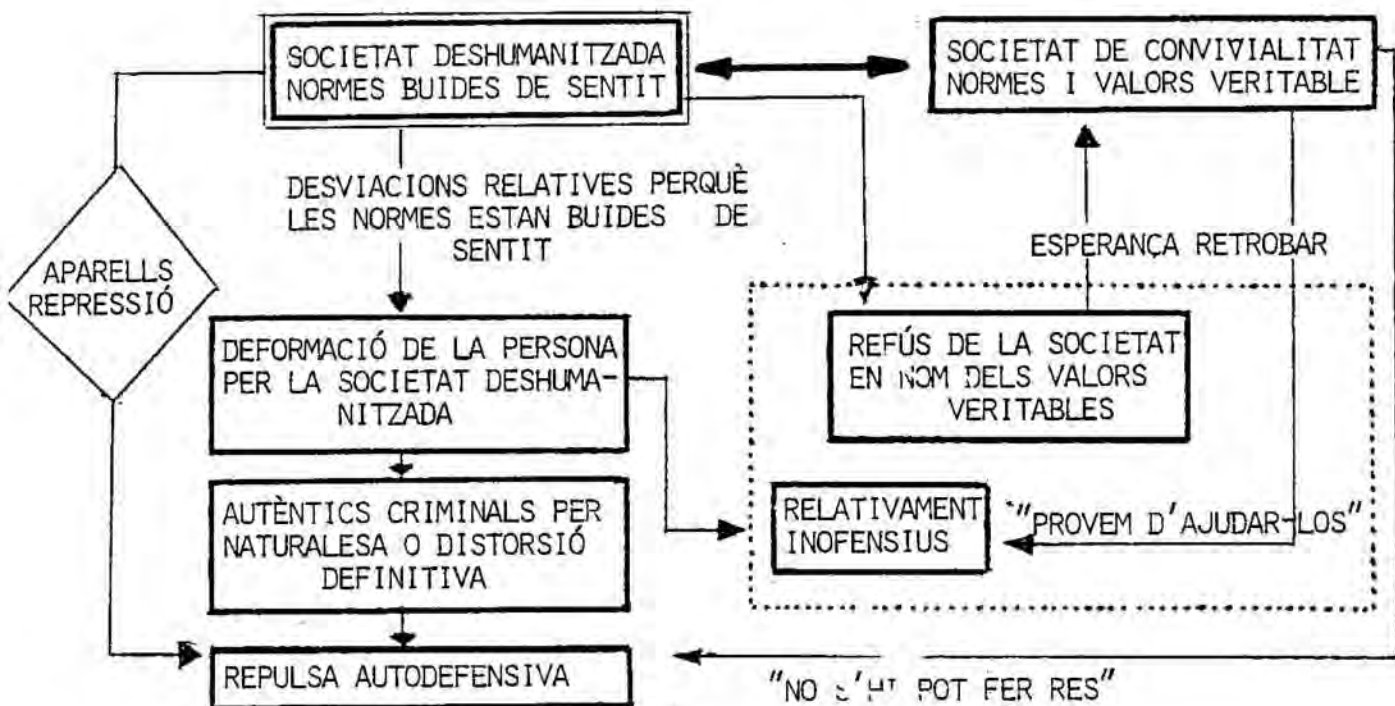 SOCIETAT DESHUMANITZADA
NORMES BUIDES DE SENTIT
SOCIETAT DE CONVIVIALITAT
NORMES I VALORS VERITABLE
DESVIACIONS RELATIVES PERQUÈ
LES NORMES ESTAN BUIDES DE
SENTIT
ESPERANÇA RETROBAR
APARELLS
REPRESSIÓ
DEFORMACIÓ DE LA PERSONA
PER LA SOCIETAT DESHUMA-
NITZADA
REFÚS DE LA SOCIETAT
EN NOM DELS VALORS
VERITABLES
AUTÈNTICS CRIMINALS PER
NATURALESA O DISTORSIÓ
DEFINITIVA
RELATIVAMENT
INOFENSIUS
"PROVEM D'AJUDAR-LOS"
REPULSA AUTODEFENSIVA
"NO POT FER RES"